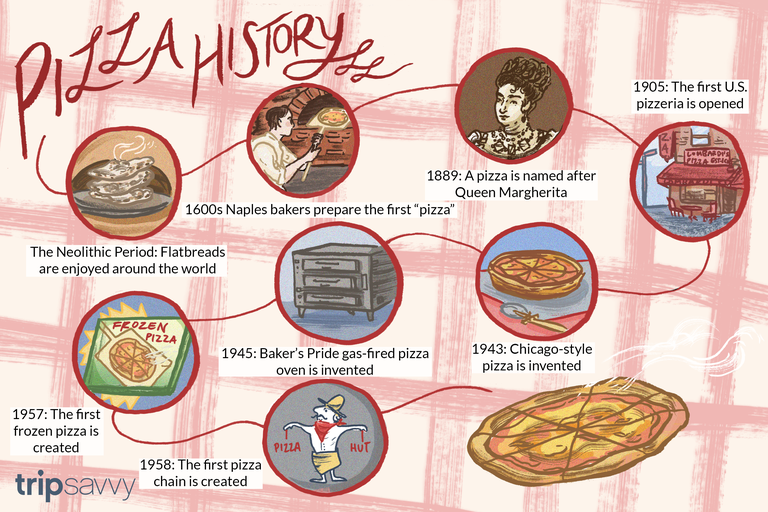 PIZZA HISTORY
1905: The first U.S.
pizzeria is opened
LOMBARDI'S
1889: A pizza is named after
Queen Margherita
1600s Naples bakers prepare the first “pizza”
The Neolithic Period: Flatbreads
are enjoyed around the world
1943: Chicago-style
pizza is invented
1945: Baker’s Pride gas-fired pizza
oven is invented
FROZEN
PIZZA
1957: The first
frozen pizza is
created
PIZZA HUT
1958: The first pizza
chain is created
tripsavvy